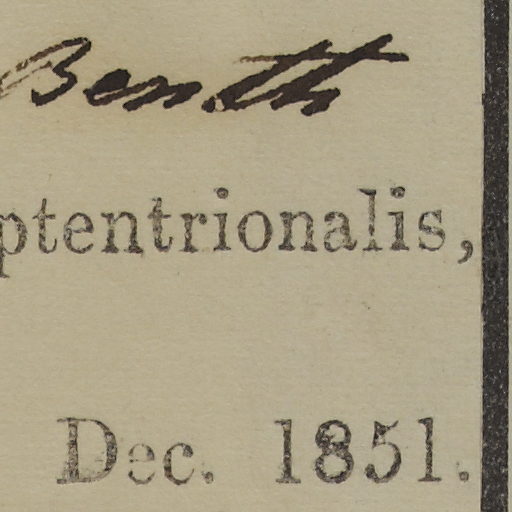 Benth
ptentrionalis,
Dec. 1851.